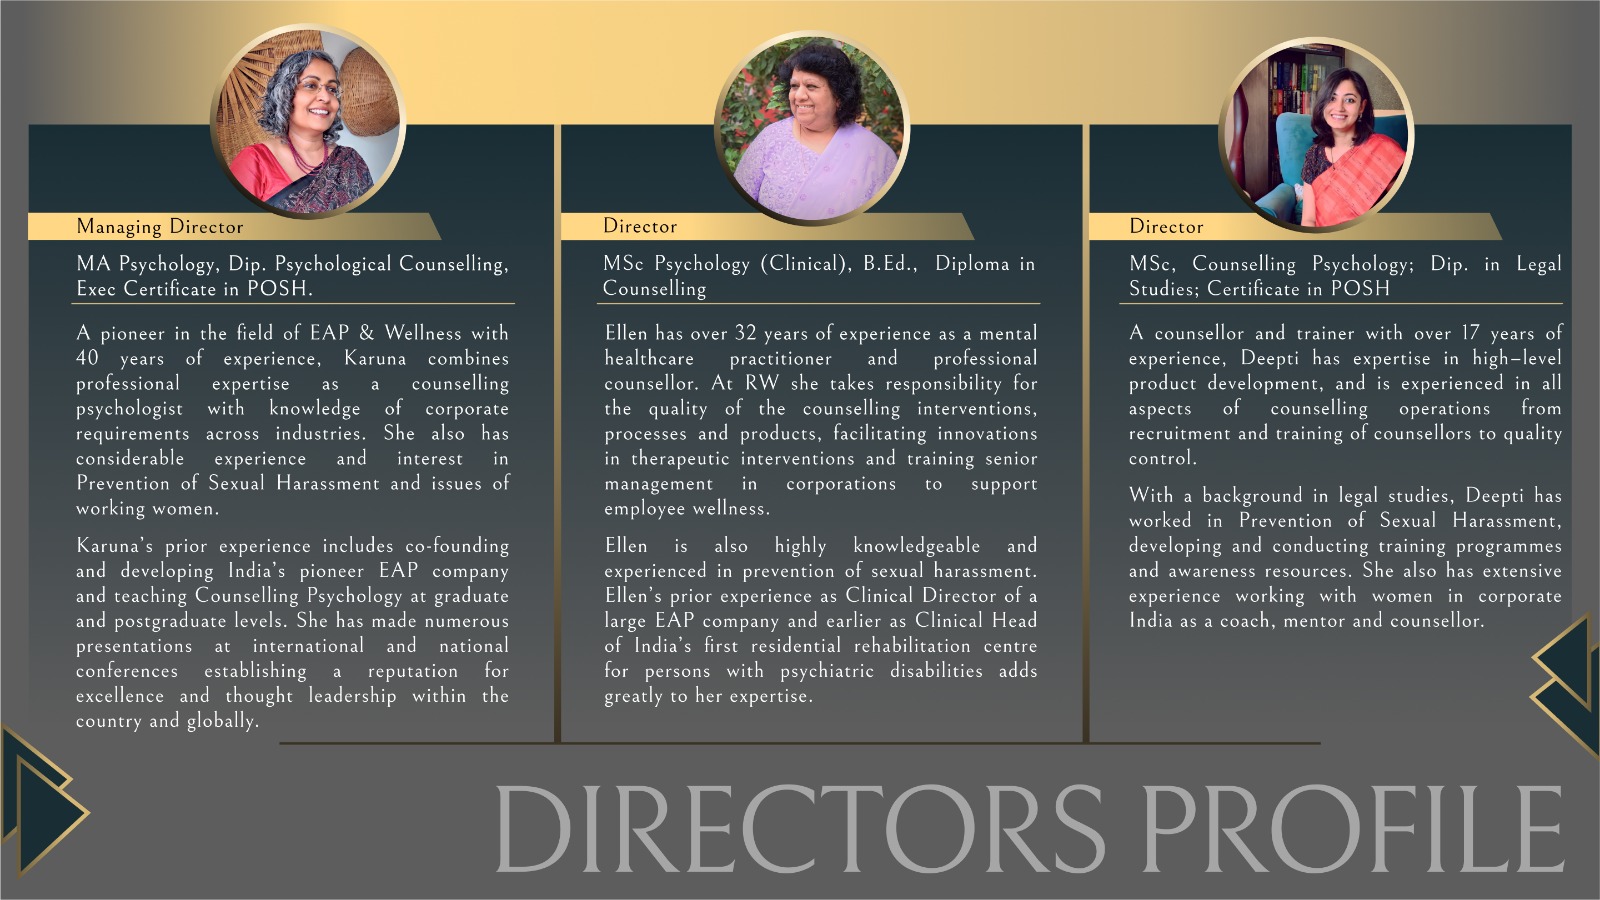 Managing Director
MA Psychology, Dip. Psychological Counselling,
Exec Certificate in POSH.
A pioneer in the field of EAP & Wellness with
40 years of experience, Karuna combines
professional expertise as a counselling
psychologist with knowledge of corporate
requirements across industries. She also has
considerable experience and interest in
Prevention of Sexual Harassment and issues of
working women.
Karuna's prior experience includes co-founding
and developing India's pioneer EAP company
and teaching Counselling Psychology at graduate
and postgraduate levels. She has made numerous
presentations at international and national
conferences establishing a reputation for
excellence and thought leadership within the
country and globally.
Director
MSc Psychology (Clinical), B.Ed., Diploma in
Counselling
Ellen has over 32 years of experience as a mental
healthcare practitioner and professional
counsellor. At RW she takes responsibility for
the quality of the counselling interventions,
processes and products, facilitating innovations
in therapeutic interventions and training senior
management in corporations to support
employee wellness.
Ellen is also highly knowledgeable and
experienced in prevention of sexual harassment.
Ellen's prior experience as Clinical Director of a
large EAP company and earlier as Clinical Head
of India's first residential rehabilitation centre
for persons with psychiatric disabilities adds
greatly to her expertise.
Director
MSc, Counselling Psychology; Dip. in Legal
Studies; Certificate in POSH
A counsellor and trainer with over 17 years of
experience, Deepti has expertise in high–level
product development, and is experienced in all
aspects of counselling operations from
recruitment and training of counsellors to quality
control.
With a background in legal studies, Deepti has
worked in Prevention of Sexual Harassment,
developing and conducting training programmes
and awareness resources. She also has extensive
experience working with women in corporate
India as a coach, mentor and counsellor.
DIRECTORS PROFILE